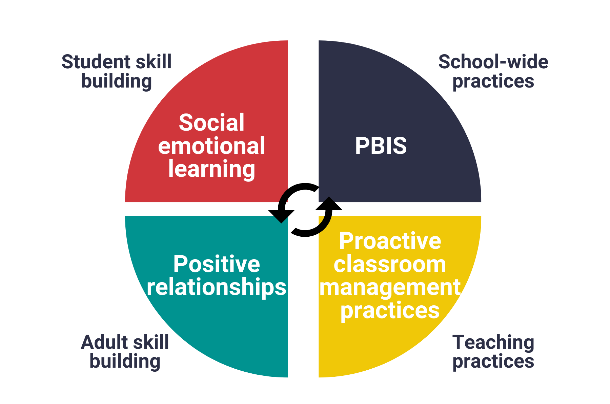 Student skill
building
School-wide
practices
Social
emotional
learning
PBIS
Positive
relationships
Proactive
classroom
management
practices
Adult skill
building
Teaching
practices